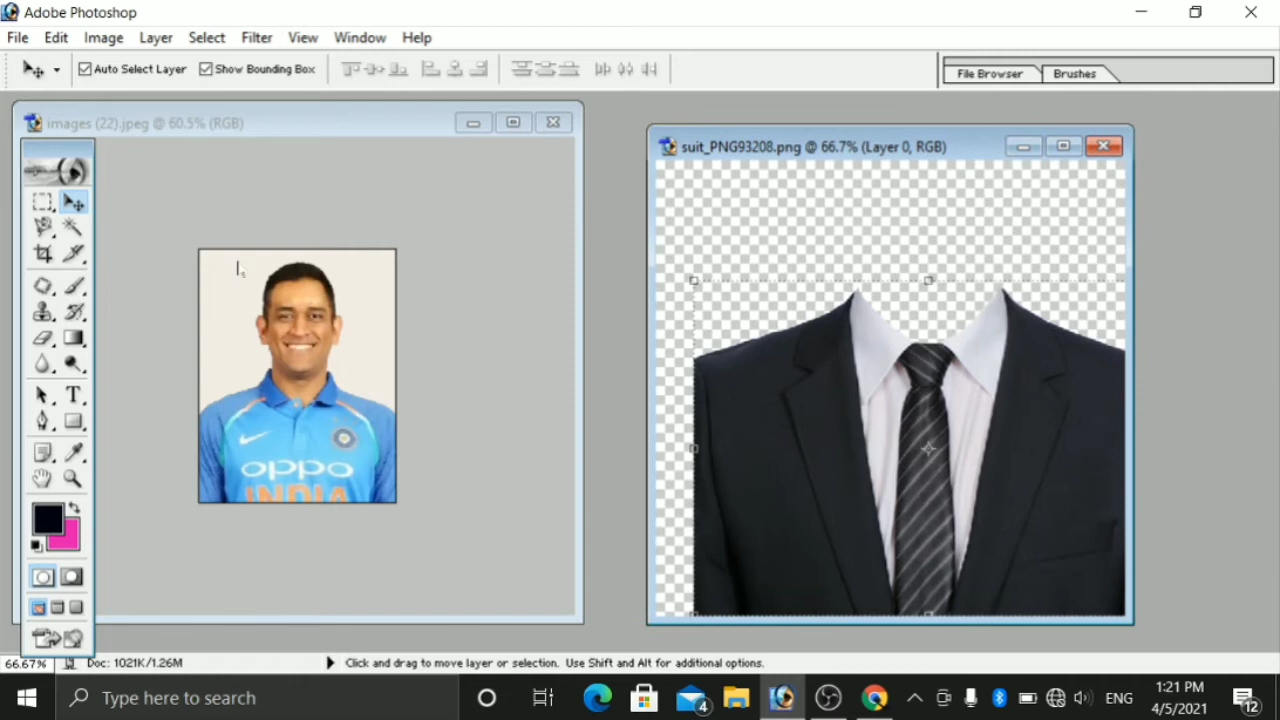 Adobe Photoshop
File Edit Image Layer Select Filter View Window Help
Auto Select Layer Show Bounding Box
File Browser Brushes
images (22).jpeg @ 60.5% (RGB)
suit_PNG93208.png @ 66.7% (Layer 0, RGB)
oppo
INDIA
T
66.67% Doc: 1021K/1.26M Click and drag to move layer or selection. Use Shift and Alt for additional options.
Type here to search
4
ENG
1:21 PM
4/5/2021
12